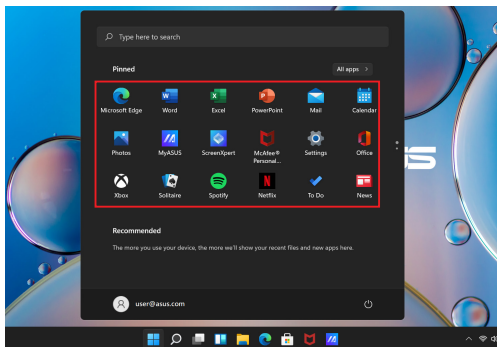 Type here to search
Pinned
All apps >
Microsoft Edge
Word
Excel
PowerPoint
Mail
Calendar
Photos
MyASUS
ScreenXpert
McAfee®
Personal...
Settings
Office
Xbox
Solitaire
Spotify
Netflix
To Do
News
Recommended
The more you use your device, the more we'll show your recent files and new apps here.
user@asus.com